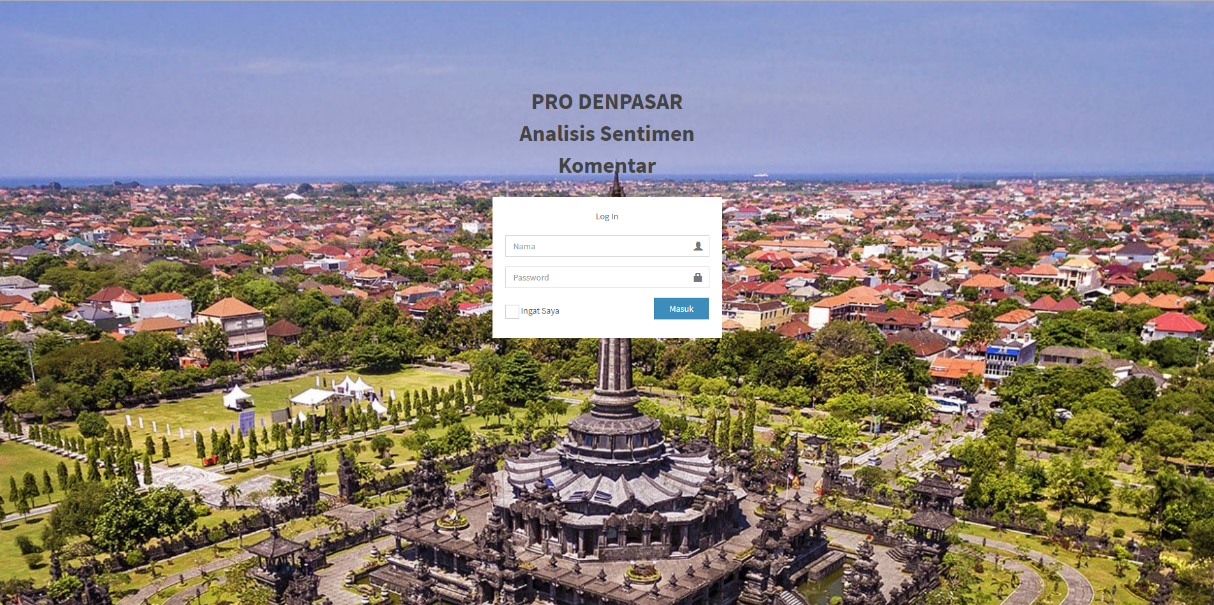 PRO DENPASAR
Analisis Sentimen
Komentar
Log In
Nama
Password
Ingat Saya
Masuk